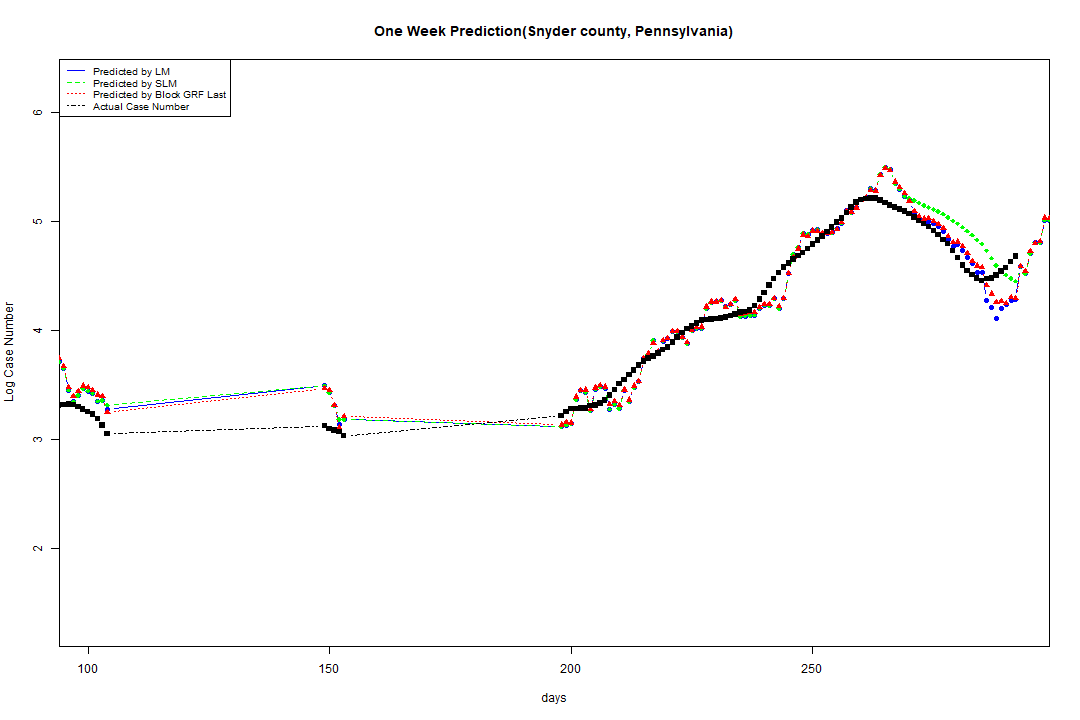 One Week Prediction(Snyder county, Pennsylvania)
Predicted by LM
Predicted by SLM
Predicted by Block GRF Last
Actual Case Number
6
5
4
3
2
Log Case Number
100 150 200 250
days